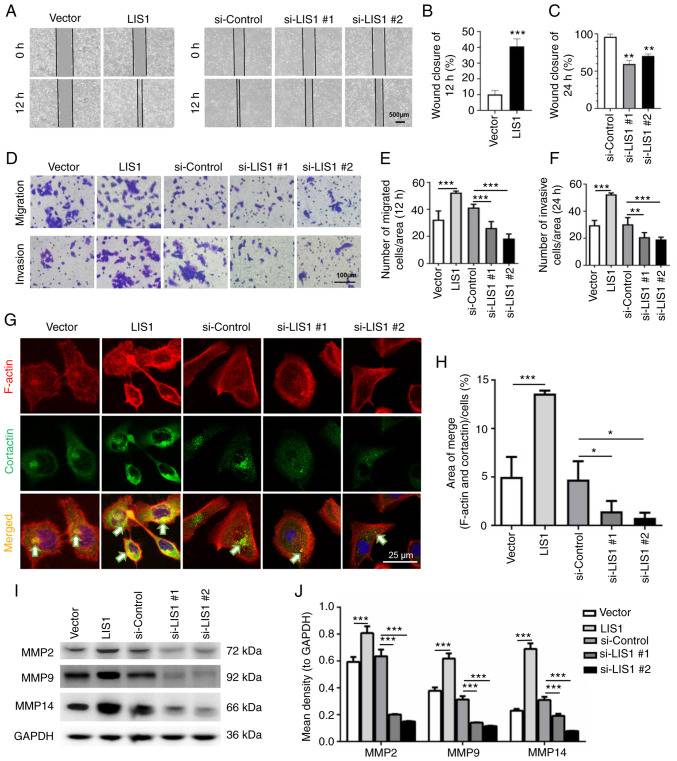 A
Vector
LIS1
si-Control
si-LIS1 #1
si-LIS1 #2
0 h
12 h
500μm
B
Wound closure of
12 h (%)
50
40
30
20
10
0
***
Vector
LIS1
C
Wound closure of
24 h (%)
100
80
60
40
20
0
**
**
si-Control
si-LIS1 #1
si-LIS1 #2
D
Vector
LIS1
si-Control
si-LIS1 #1
si-LIS1 #2
Migration
Invasion
100μm
E
Number of migrated
cells/area (12 h)
60
40
20
0
***
***
***
Vector
LIS1
si-Control
si-LIS1 #1
si-LIS1 #2
F
Number of invasive
cells/area (24 h)
60
40
20
0
***
***
**
Vector
LIS1
si-Control
si-LIS1 #1
si-LIS1 #2
G
Vector
LIS1
si-Control
si-LIS1 #1
si-LIS1 #2
F-actin
Cortactin
Merged
25 μm
H
Area of merge
(F-actin and cortactin)/cells (%)
15
10
5
0
***
*
*
Vector
LIS1
si-Control
si-LIS1 #1
si-LIS1 #2
I
Vector
LIS1
si-Control
si-LIS1 #1
si-LIS1 #2
MMP2
72 kDa
MMP9
92 kDa
MMP14
66 kDa
GAPDH
36 kDa
J
Mean density (to GAPDH)
1.0
0.8
0.6
0.4
0.2
0.0
***
***
***
***
***
***
***
***
***
MMP2
MMP9
MMP14
Vector
LIS1
si-Control
si-LIS1 #1
si-LIS1 #2